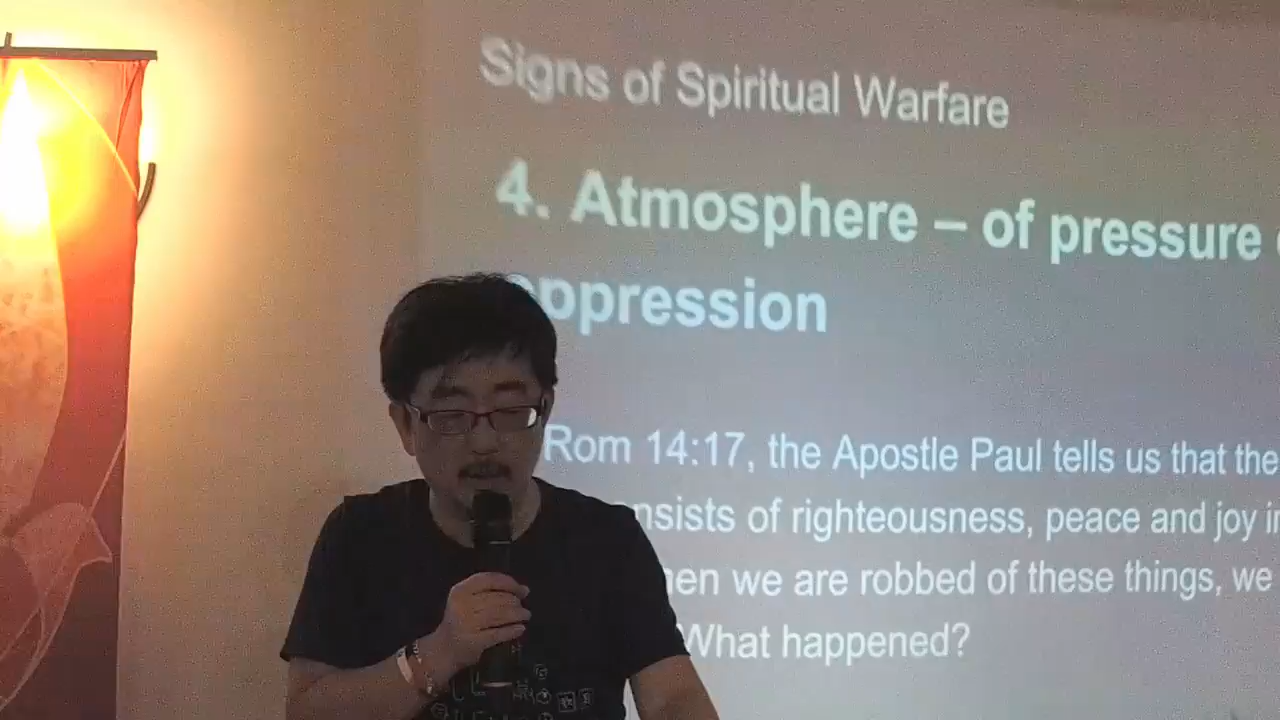 Signs of Spiritual Warfare
4. Atmosphere – of pressure
oppression
Rom 14:17, the Apostle Paul tells us that the
nsists of righteousness, peace and joy in
hen we are robbed of these things, we
What happened?